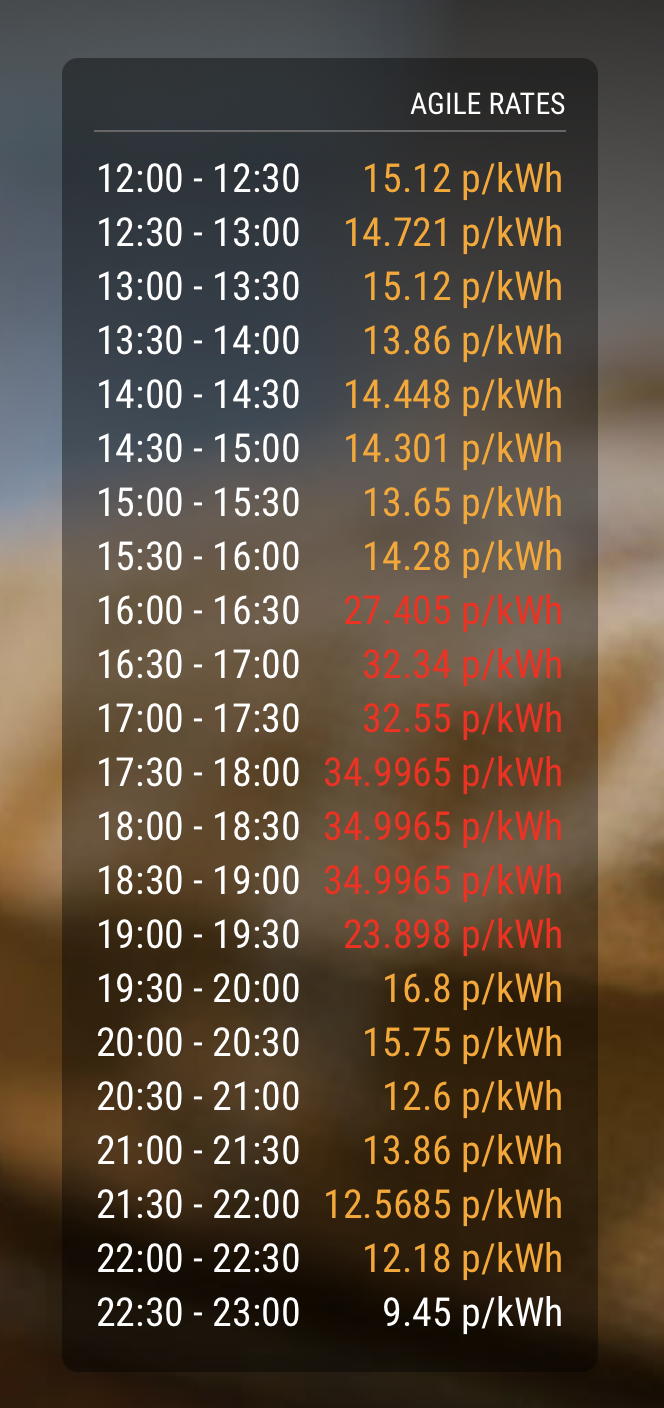 AGILE RATES
12:00 - 12:30 15.12 p/kWh
12:30 - 13:00 14.721 p/kWh
13:00 - 13:30 15.12 p/kWh
13:30 - 14:00 13.86 p/kWh
14:00 - 14:30 14.448 p/kWh
14:30 - 15:00 14.301 p/kWh
15:00 - 15:30 13.65 p/kWh
15:30 - 16:00 14.28 p/kWh
16:00 - 16:30 27.405 p/kWh
16:30 - 17:00 32.34 p/kWh
17:00 - 17:30 32.55 p/kWh
17:30 - 18:00 34.9965 p/kWh
18:00 - 18:30 34.9965 p/kWh
18:30 - 19:00 34.9965 p/kWh
19:00 - 19:30 23.898 p/kWh
19:30 - 20:00 16.8 p/kWh
20:00 - 20:30 15.75 p/kWh
20:30 - 21:00 12.6 p/kWh
21:00 - 21:30 13.86 p/kWh
21:30 - 22:00 12.5685 p/kWh
22:00 - 22:30 12.18 p/kWh
22:30 - 23:00 9.45 p/kWh